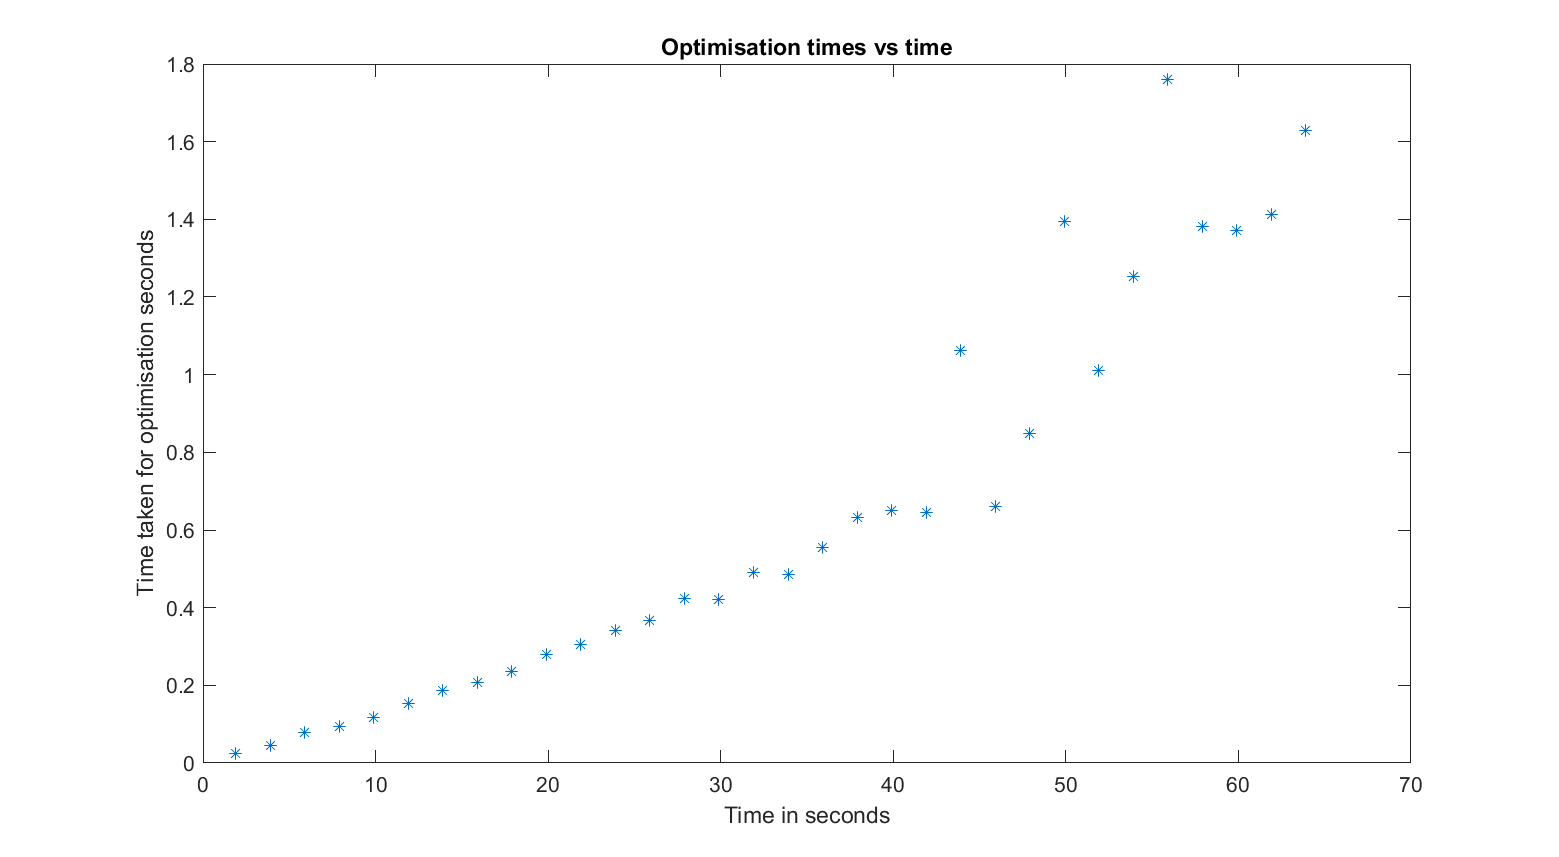 Optimisation times vs time
1.8
1.6
1.4
1.2
1
0.8
0.6
0.4
0.2
0
Time taken for optimisation seconds
0 10 20 30 40 50 60 70
Time in seconds